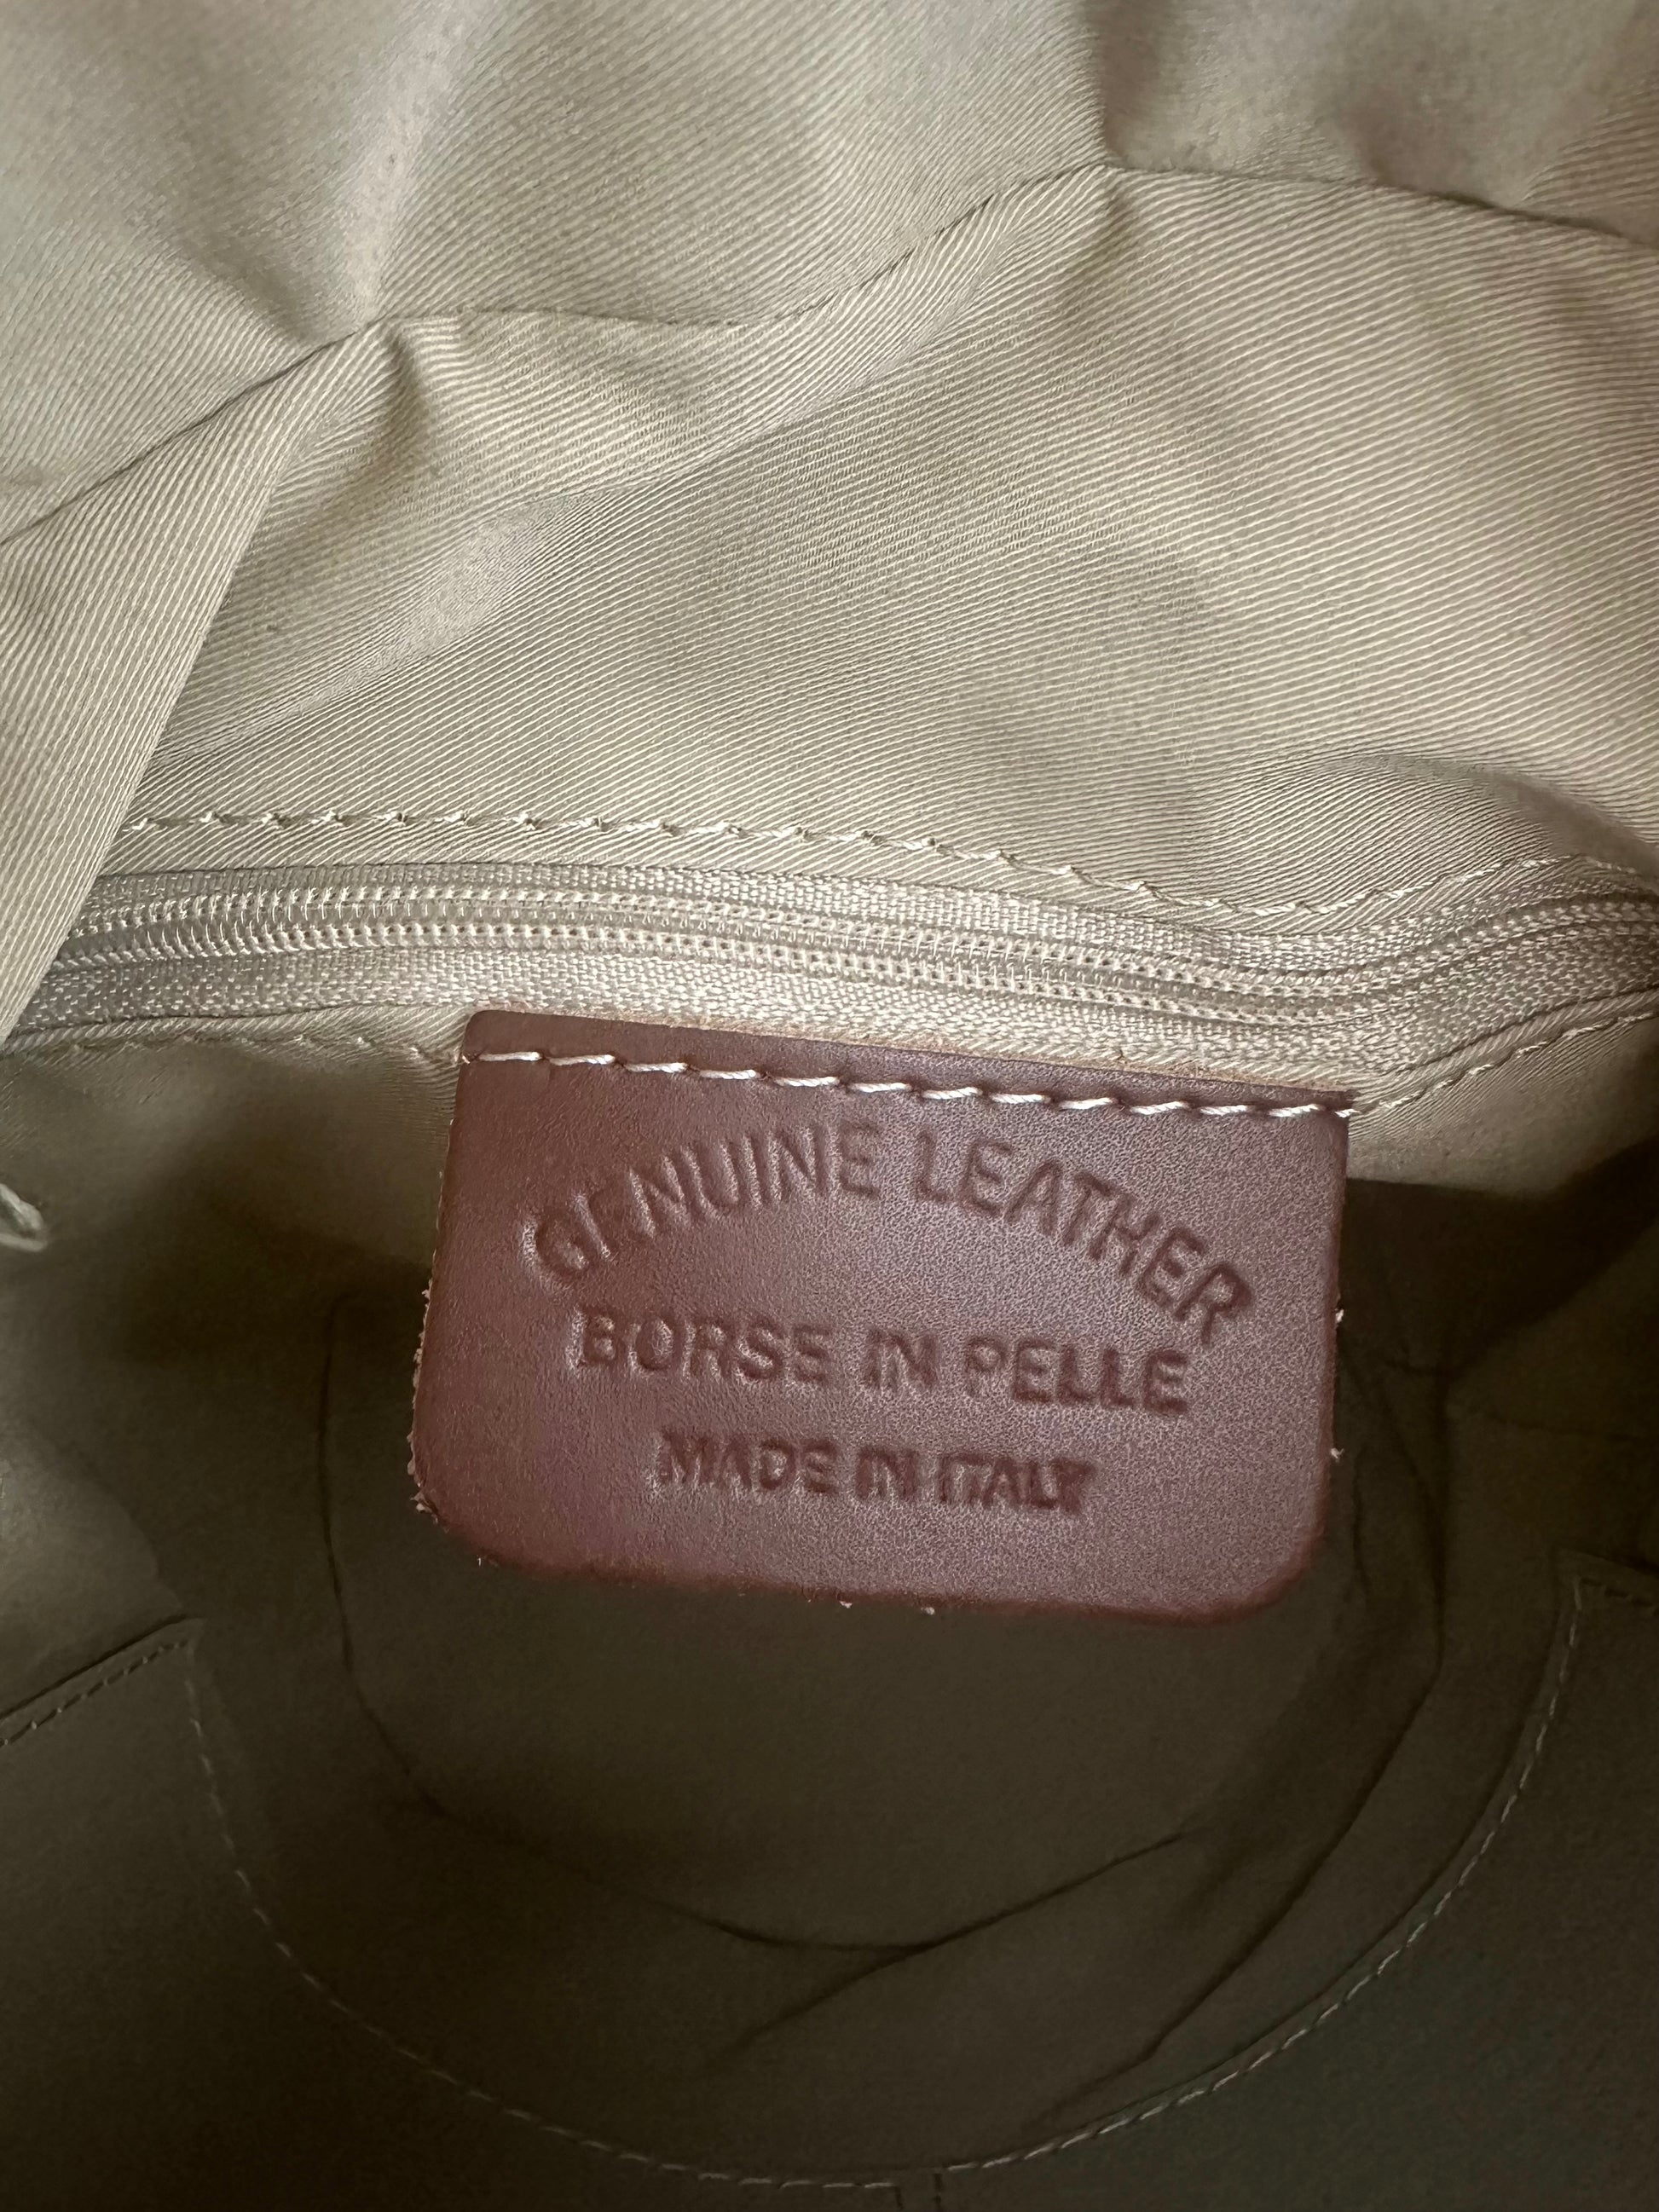 GENUINE LEATHER
BORSE IN PELLE
MADE IN ITALY